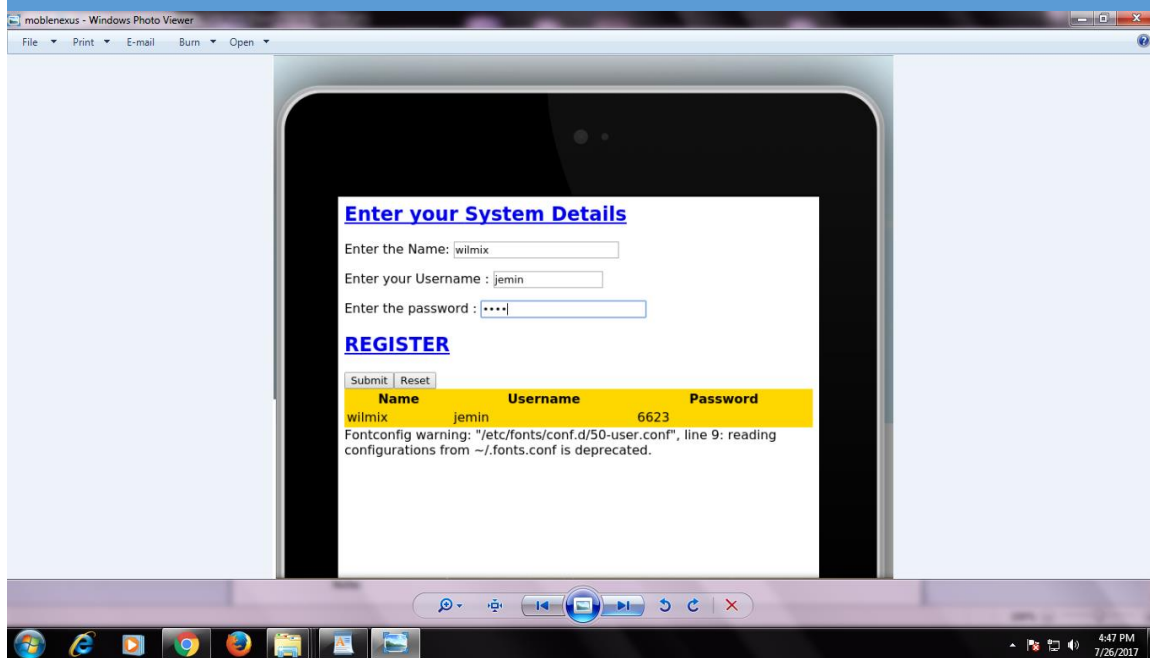 moblenexus - Windows Photo Viewer
File Print E-mail Burn Open
Enter your System Details
Enter the Name: wilmix
Enter your Username : jemin
Enter the password : ••••
REGISTER
Submit Reset
Name Username Password
wilmix jemin 6623
Fontconfig warning: "/etc/fonts/conf.d/50-user.conf", line 9: reading
configurations from ~/.fonts.conf is deprecated.
4:47 PM
7/26/2017